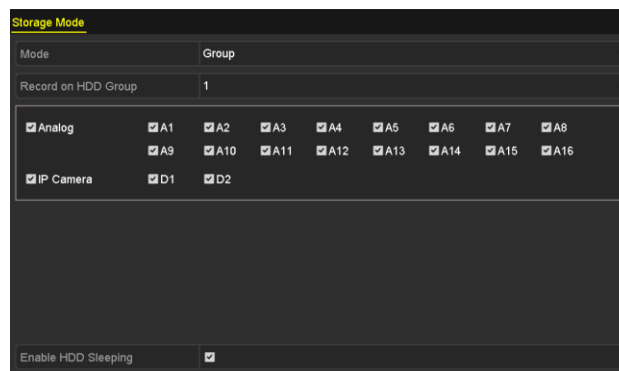 Storage Mode
Mode Group
Record on HDD Group 1
Analog A1 A2 A3 A4 A5 A6 A7 A8
A9 A10 A11 A12 A13 A14 A15 A16
IP Camera D1 D2
Enable HDD Sleeping